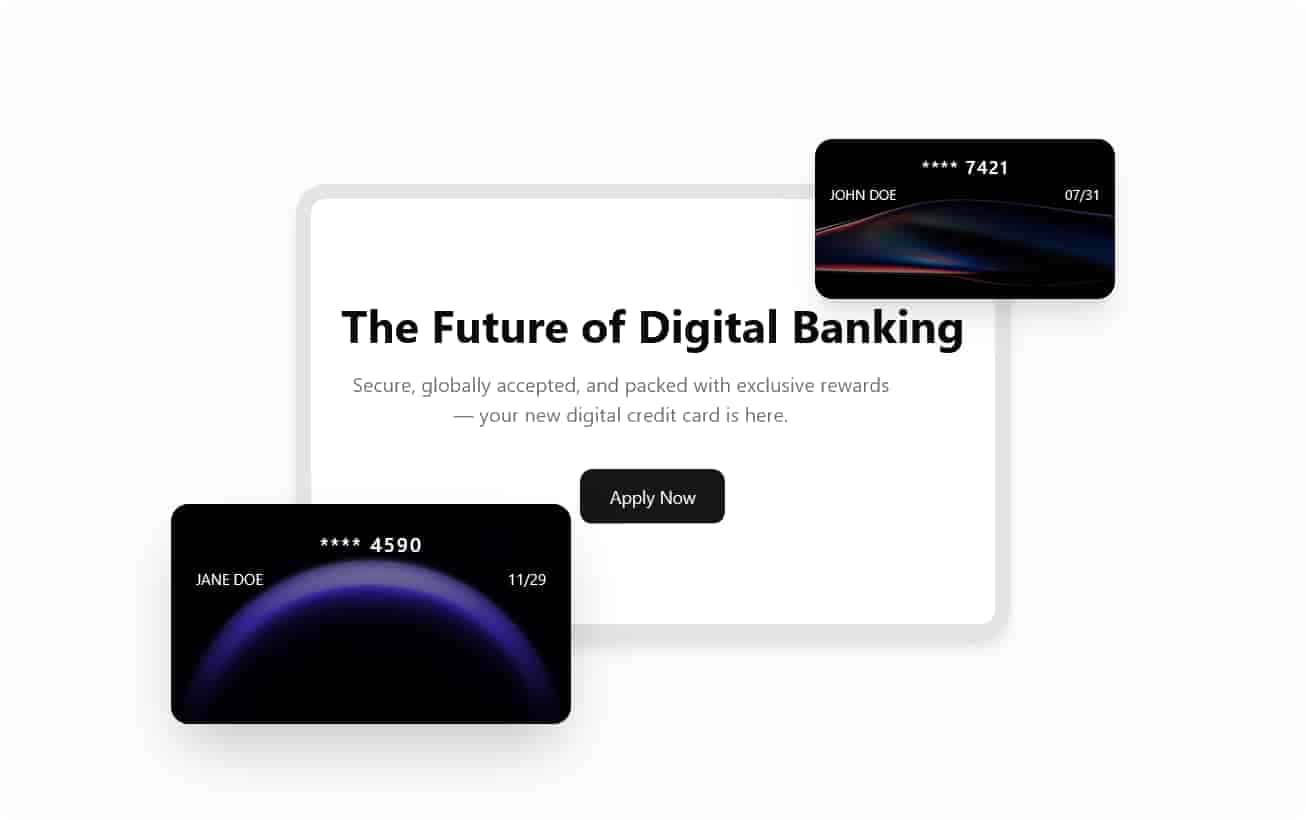 **** 7421
JOHN DOE 07/31
The Future of Digital Banking
Secure, globally accepted, and packed with exclusive rewards
— your new digital credit card is here.
Apply Now
**** 4590
JANE DOE 11/29